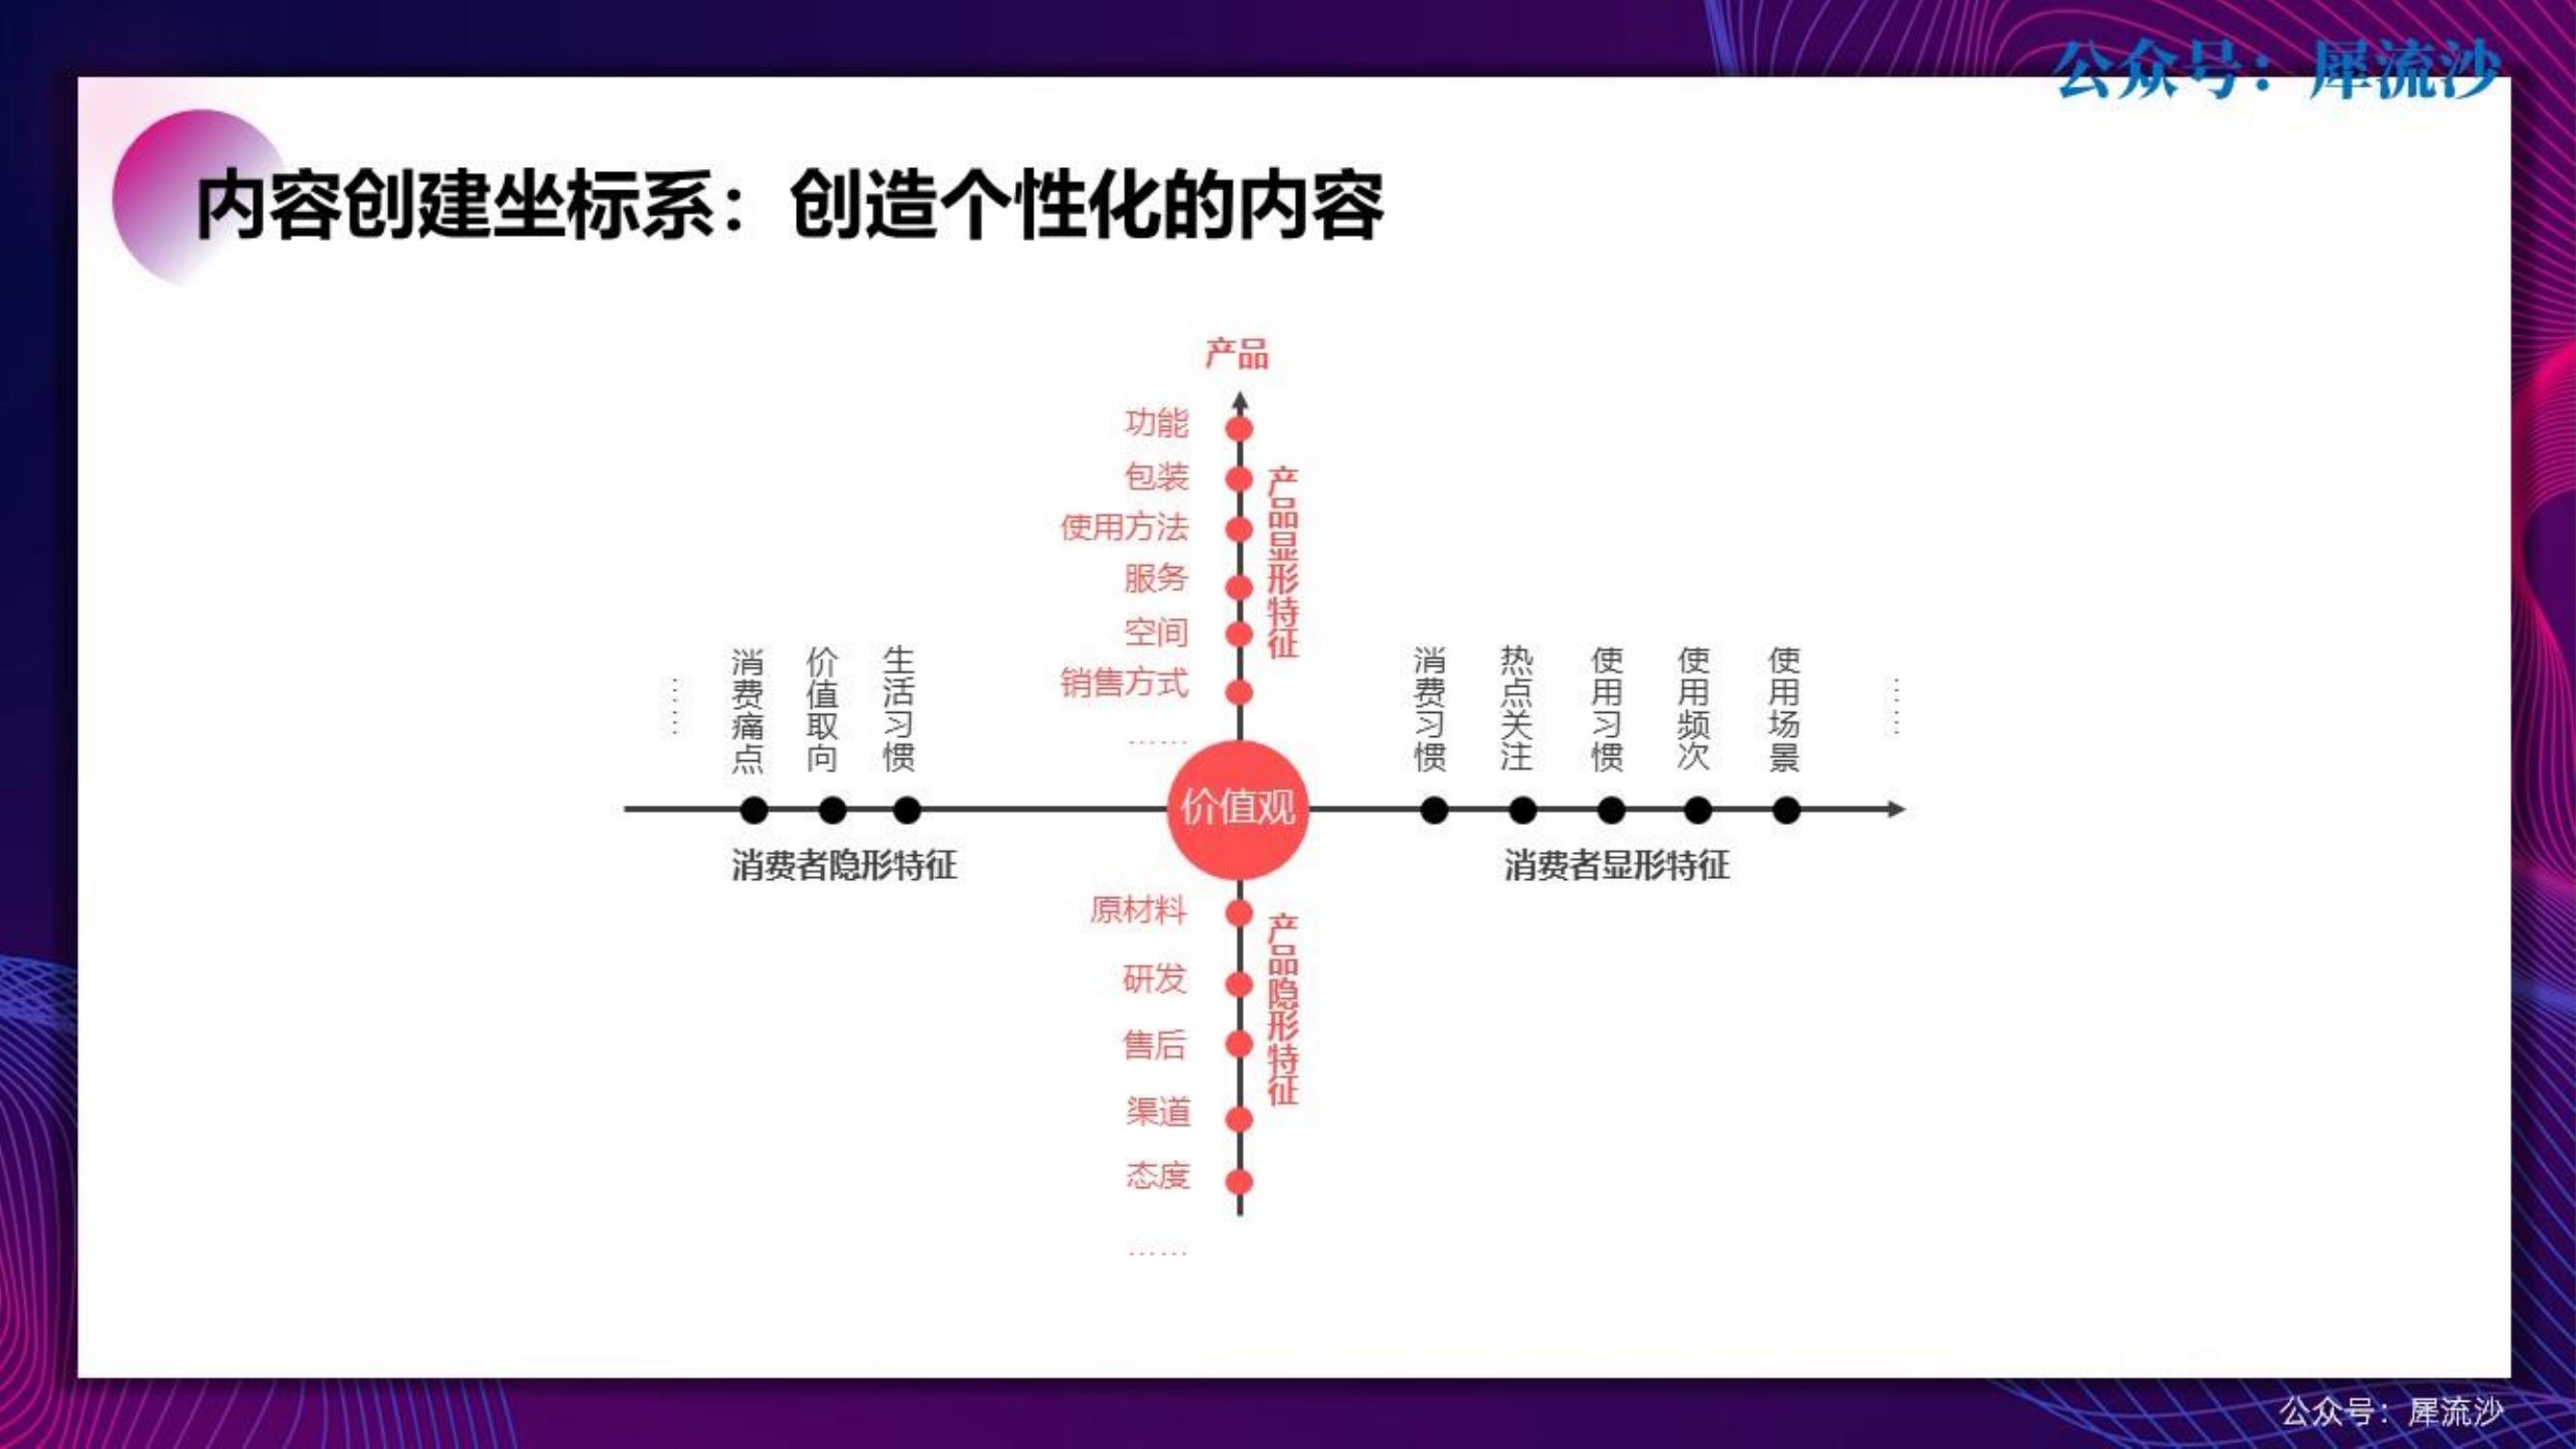 公众号：犀流沙
内容创建坐标系：创造个性化的内容
产品
功能
包装
使用方法
服务
空间
销售方式
……
产品显形特征
……
消费痛点
价值取向
生活习惯
消费者隐形特征
价值观
消费习惯
热点关注
使用习惯
使用频次
使用场景
……
消费者显形特征
原材料
研发
售后
渠道
态度
……
产品隐形特征
公众号：犀流沙